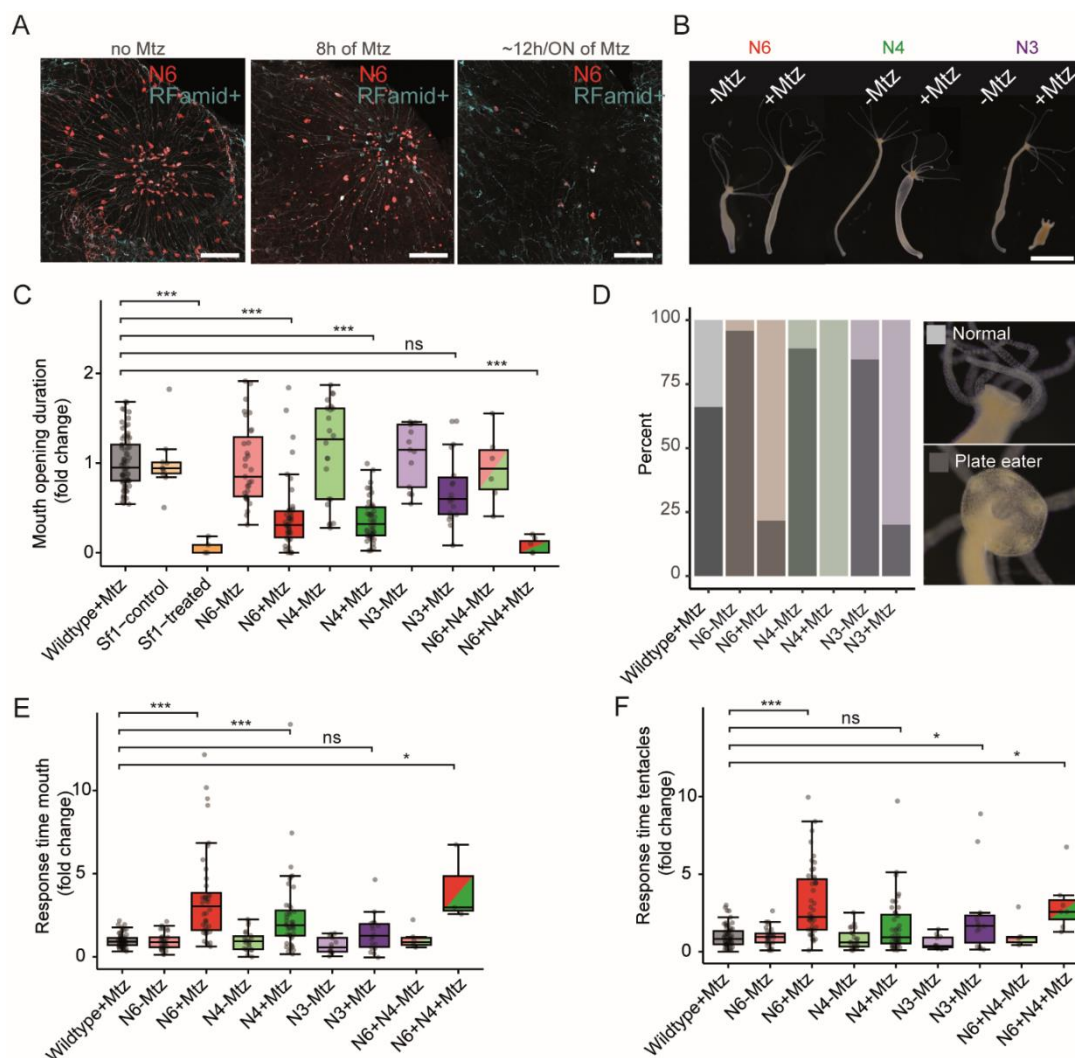 A
no Mtz
8h of Mtz
~12h/ON of Mtz
N6
RFamid+
N6
RFamid+
N6
RFamid+
B
N6
N4
N3
-Mtz
+Mtz
-Mtz
+Mtz
-Mtz
+Mtz
C
***
***
***
ns
***
Mouth opening duration
(fold change)
2
1
0
Wildtype+Mtz
Sf1-control
Sf1-treated
N6-Mtz
N6+Mtz
N4-Mtz
N4+Mtz
N3-Mtz
N3+Mtz
N6+N4-Mtz
N6+N4+Mtz
D
Percent
100
75
50
25
0
Wildtype+Mtz
N6-Mtz
N6+Mtz
N4-Mtz
N4+Mtz
N3-Mtz
N3+Mtz
Normal
Plate eater
E
***
***
ns
*
Response time mouth
(fold change)
10
5
0
Wildtype+Mtz
N6-Mtz
N6+Mtz
N4-Mtz
N4+Mtz
N3-Mtz
N3+Mtz
N6+N4-Mtz
N6+N4+Mtz
F
***
ns
*
*
Response time tentacles
(fold change)
10
5
0
Wildtype+Mtz
N6-Mtz
N6+Mtz
N4-Mtz
N4+Mtz
N3-Mtz
N3+Mtz
N6+N4-Mtz
N6+N4+Mtz